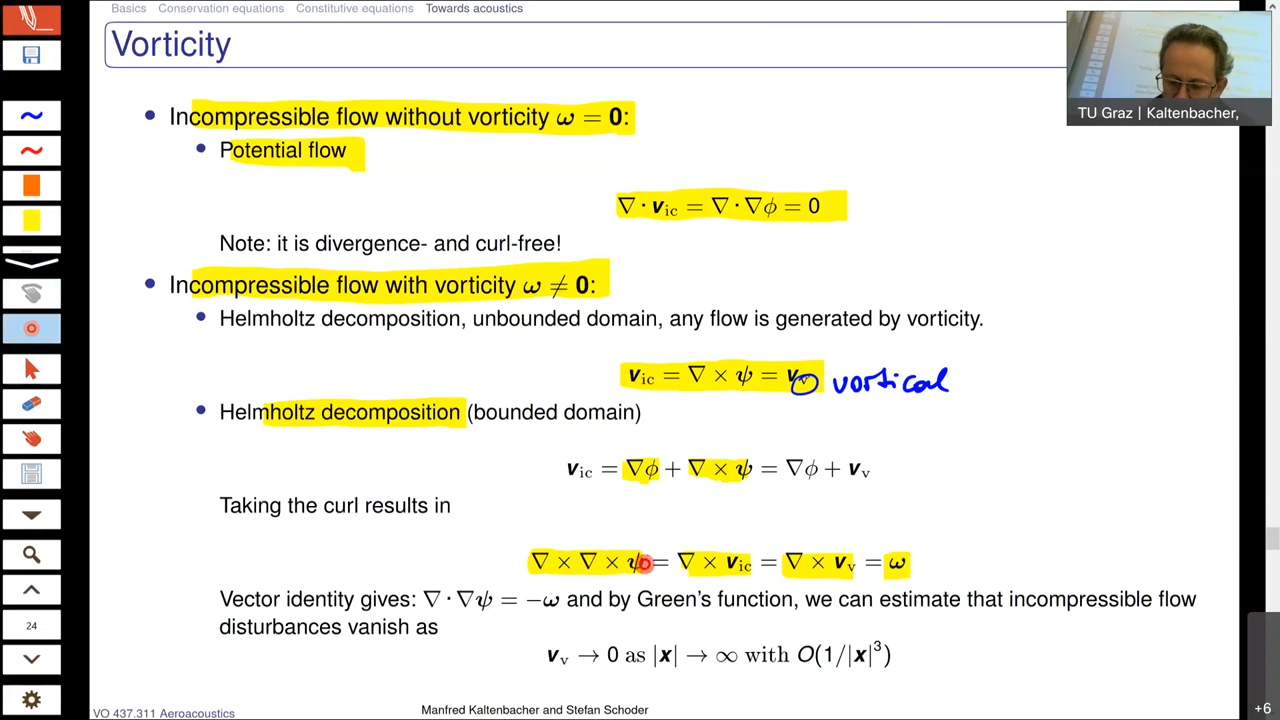 Basics Conservation equations Constitutive equations Towards acoustics
Vorticity
TU Graz | Kaltenbacher,
• Incompressible flow without vorticity ω = 0:
• Potential flow
∇ · v_ic = ∇ · ∇ϕ = 0
Note: it is divergence- and curl-free!
• Incompressible flow with vorticity ω ≠ 0:
• Helmholtz decomposition, unbounded domain, any flow is generated by vorticity.
v_ic = ∇ × ψ = v_v vortical
• Helmholtz decomposition (bounded domain)
v_ic = ∇ϕ + ∇ × ψ = ∇ϕ + v_v
Taking the curl results in
∇ × ∇ × ψ = ∇ × v_ic = ∇ × v_v = ω
Vector identity gives: ∇ · ∇ψ = −ω and by Green's function, we can estimate that incompressible flow
disturbances vanish as
v_v → 0 as |x| → ∞ with O(1/|x|³)
24
VO 437.311 Aeroacoustics Manfred Kaltenbacher and Stefan Schoder
+6